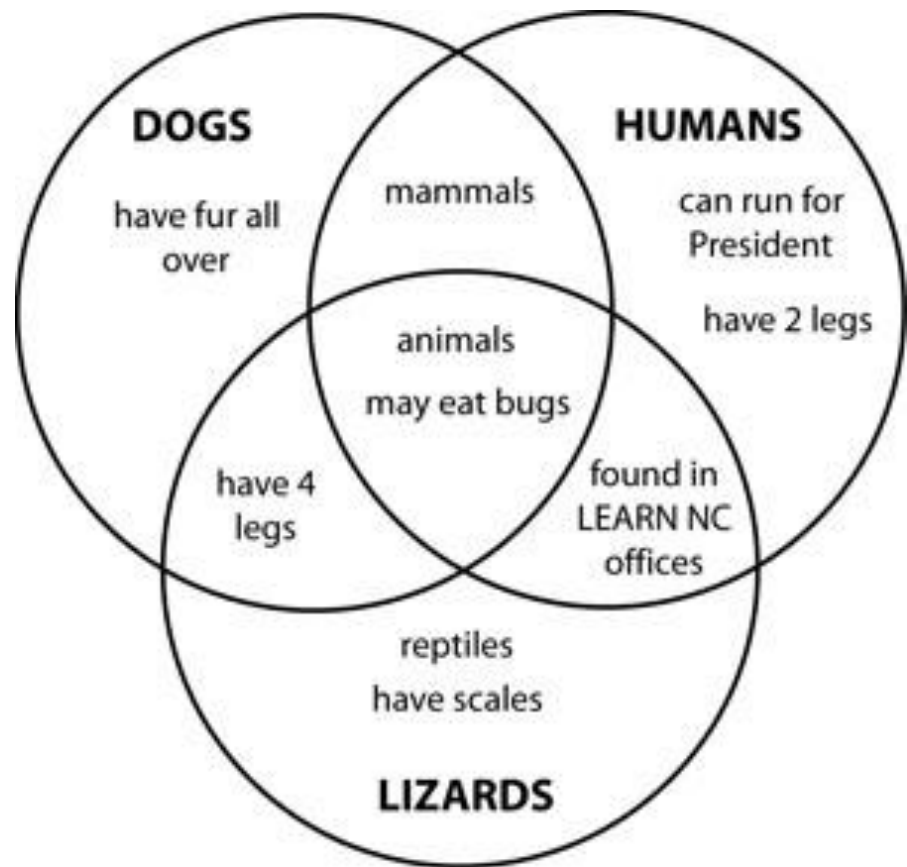 DOGS
HUMANS
have fur all
over
mammals
can run for
President
have 2 legs
animals
may eat bugs
have 4
legs
found in
LEARN NC
offices
reptiles
have scales
LIZARDS